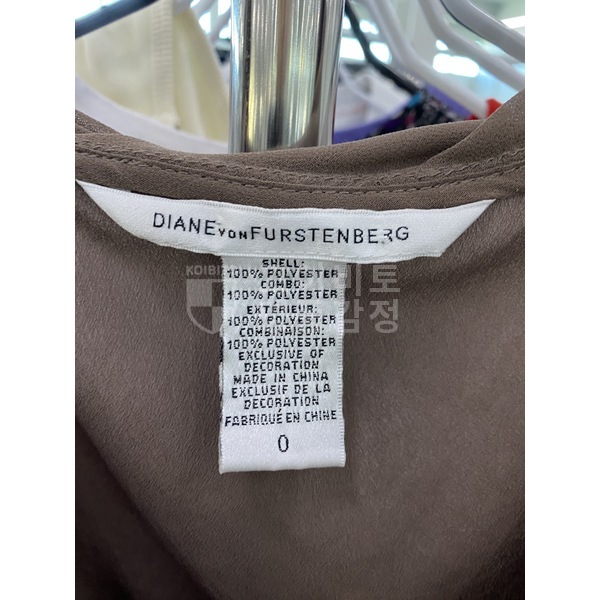 DIANE VON FURSTENBERG
SHELL:
100% POLYESTER
COMBO:
100% POLYESTER
EXTÉRIEUR:
100% POLYESTER
COMBINAISON:
100% POLYESTER
EXCLUSIVE OF
DECORATION
MADE IN CHINA
EXCLUSIF DE LA
DECORATION
FABRIQUÉ EN CHINE
0